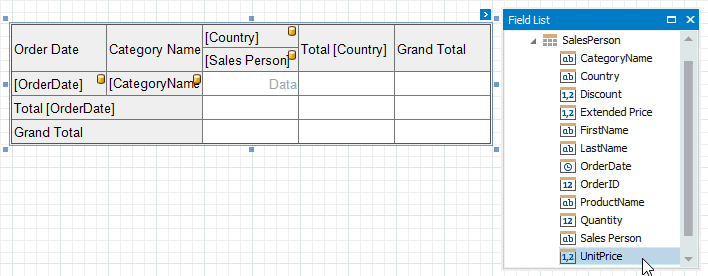 Order Date
Category Name
[Country]
[Sales Person]
Total [Country]
Grand Total
[OrderDate]
[CategoryName
Data
Total [OrderDate]
Grand Total
Field List
SalesPerson
ab CategoryName
ab Country
1,2 Discount
1,2 Extended Price
ab FirstName
ab LastName
OrderDate
12 OrderID
ab ProductName
12 Quantity
ab Sales Person
1,2 UnitPrice